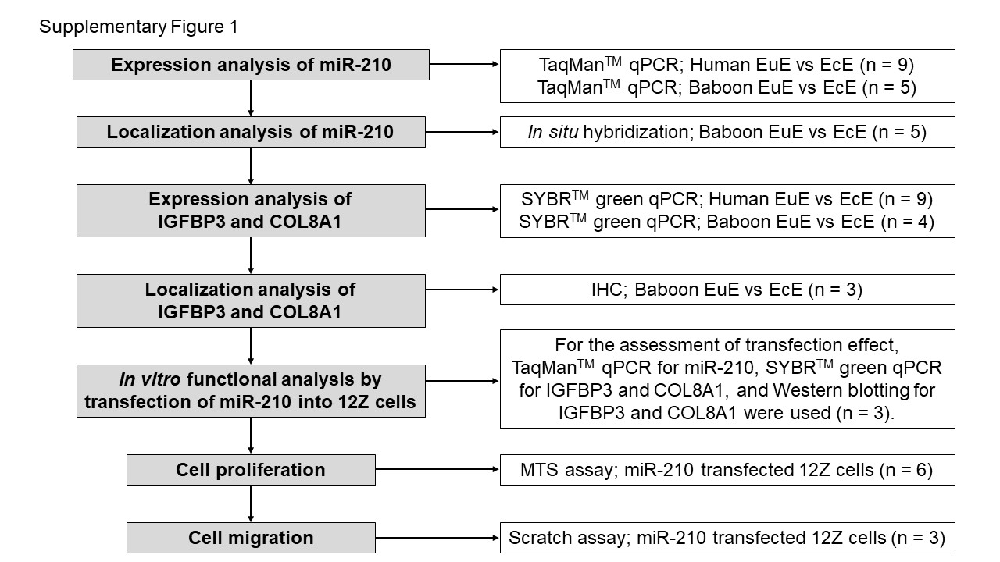 Supplementary Figure 1
Expression analysis of miR-210
TaqMan™ qPCR; Human EuE vs EcE (n = 9)
TaqMan™ qPCR; Baboon EuE vs EcE (n = 5)
Localization analysis of miR-210
In situ hybridization; Baboon EuE vs EcE (n = 5)
Expression analysis of
IGFBP3 and COL8A1
SYBR™ green qPCR; Human EuE vs EcE (n = 9)
SYBR™ green qPCR; Baboon EuE vs EcE (n = 4)
Localization analysis of
IGFBP3 and COL8A1
IHC; Baboon EuE vs EcE (n = 3)
In vitro functional analysis by
transfection of miR-210 into 12Z cells
For the assessment of transfection effect,
TaqMan™ qPCR for miR-210, SYBR™ green qPCR
for IGFBP3 and COL8A1, and Western blotting for
IGFBP3 and COL8A1 were used (n = 3).
Cell proliferation
MTS assay; miR-210 transfected 12Z cells (n = 6)
Cell migration
Scratch assay; miR-210 transfected 12Z cells (n = 3)